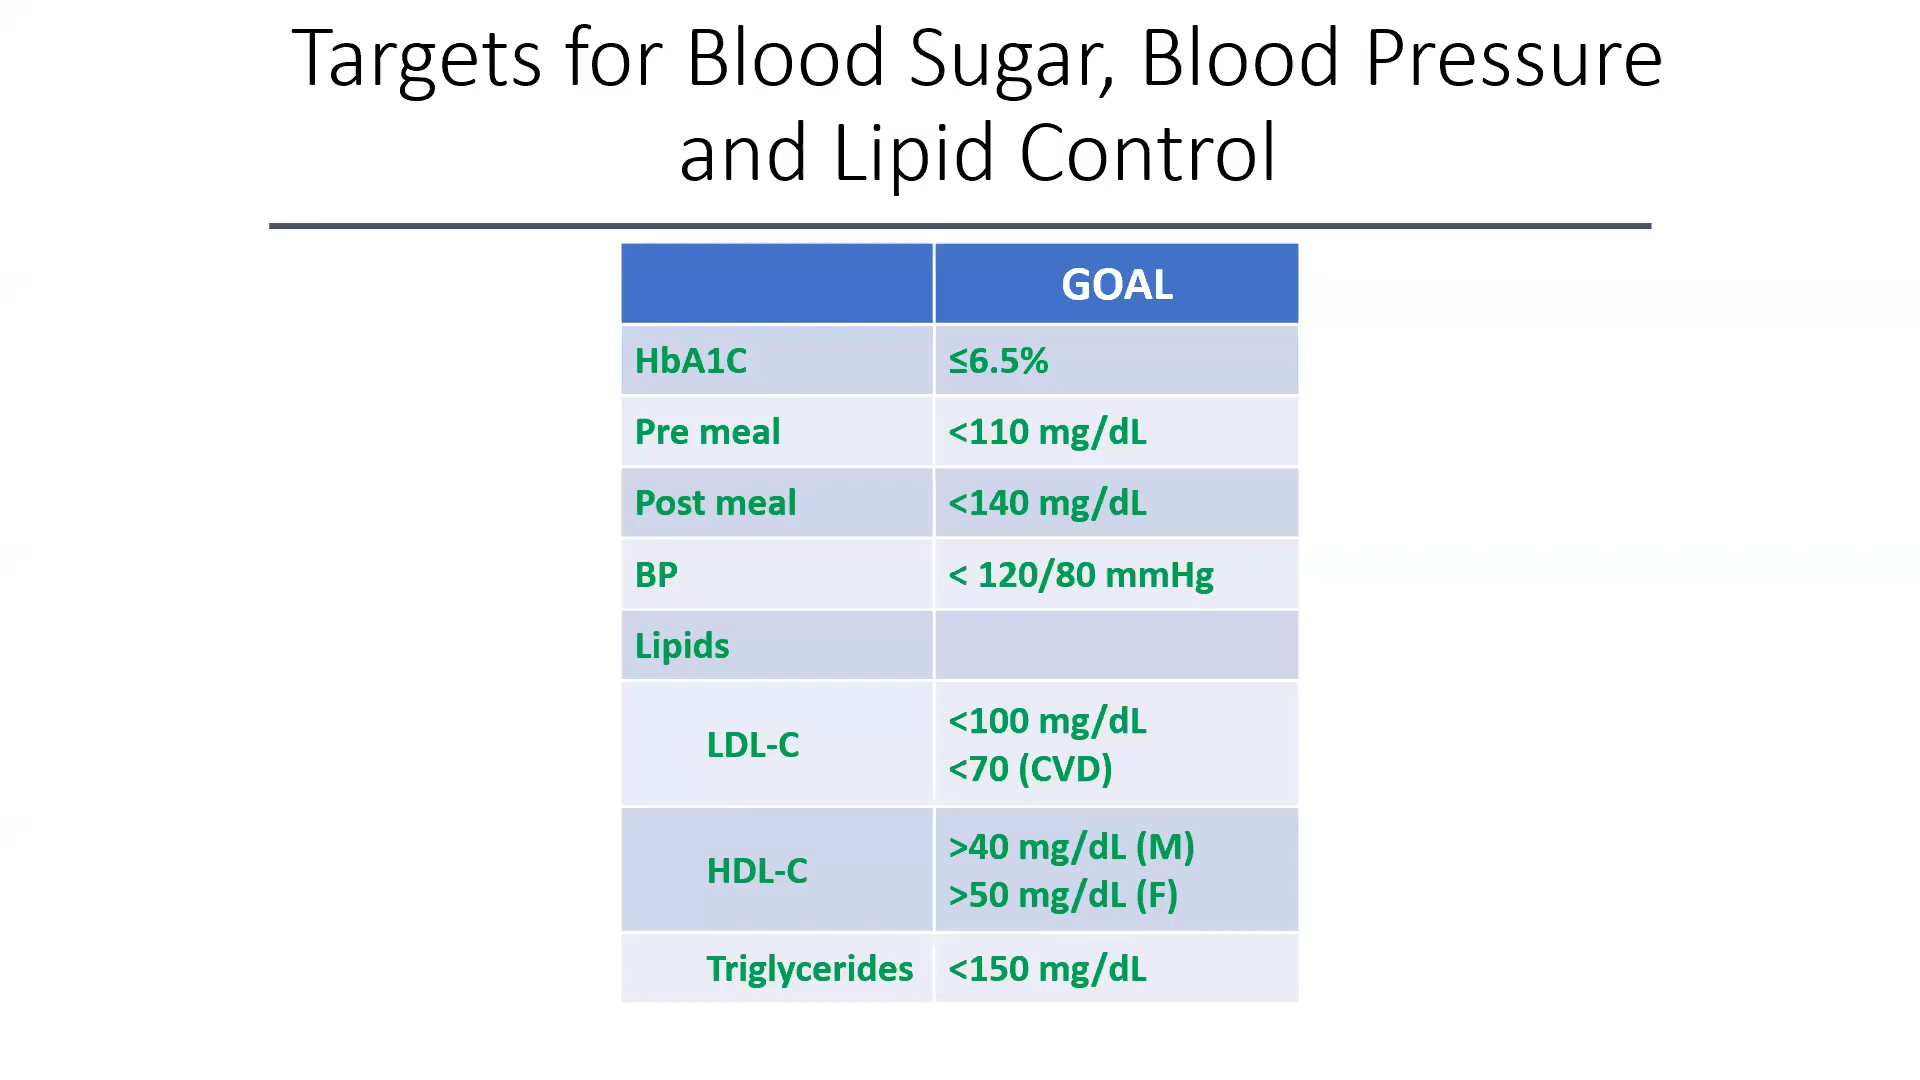 Targets for Blood Sugar, Blood Pressure
and Lipid Control
GOAL
HbA1C ≤6.5%
Pre meal <110 mg/dL
Post meal <140 mg/dL
BP < 120/80 mmHg
Lipids
LDL-C <100 mg/dL
<70 (CVD)
HDL-C >40 mg/dL (M)
>50 mg/dL (F)
Triglycerides <150 mg/dL